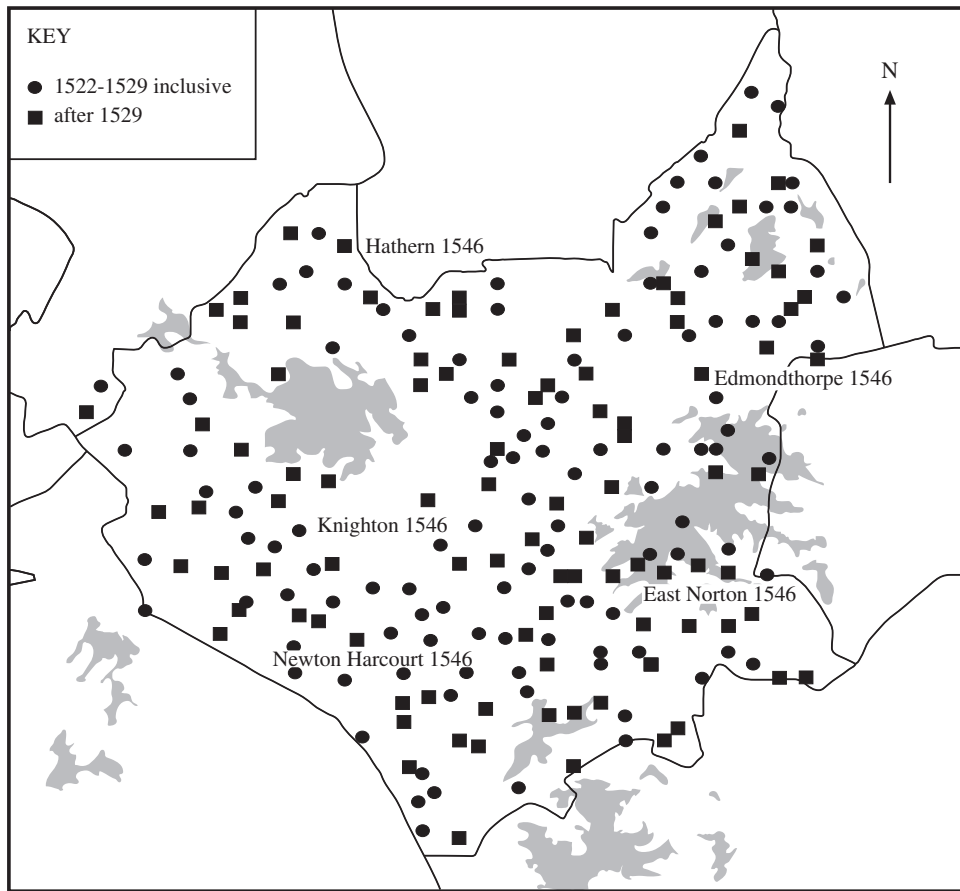 KEY
1522-1529 inclusive
after 1529
N
Hathern 1546
Edmondthorpe 1546
Knighton 1546
East Norton 1546
Newton Harcourt 1546